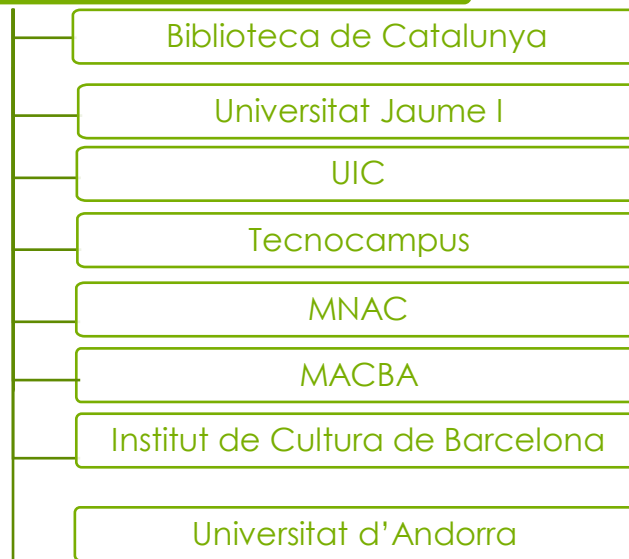 Biblioteca de Catalunya
Universitat Jaume I
UIC
Tecnocampus
MNAC
MACBA
Institut de Cultura de Barcelona
Universitat d’Andorra